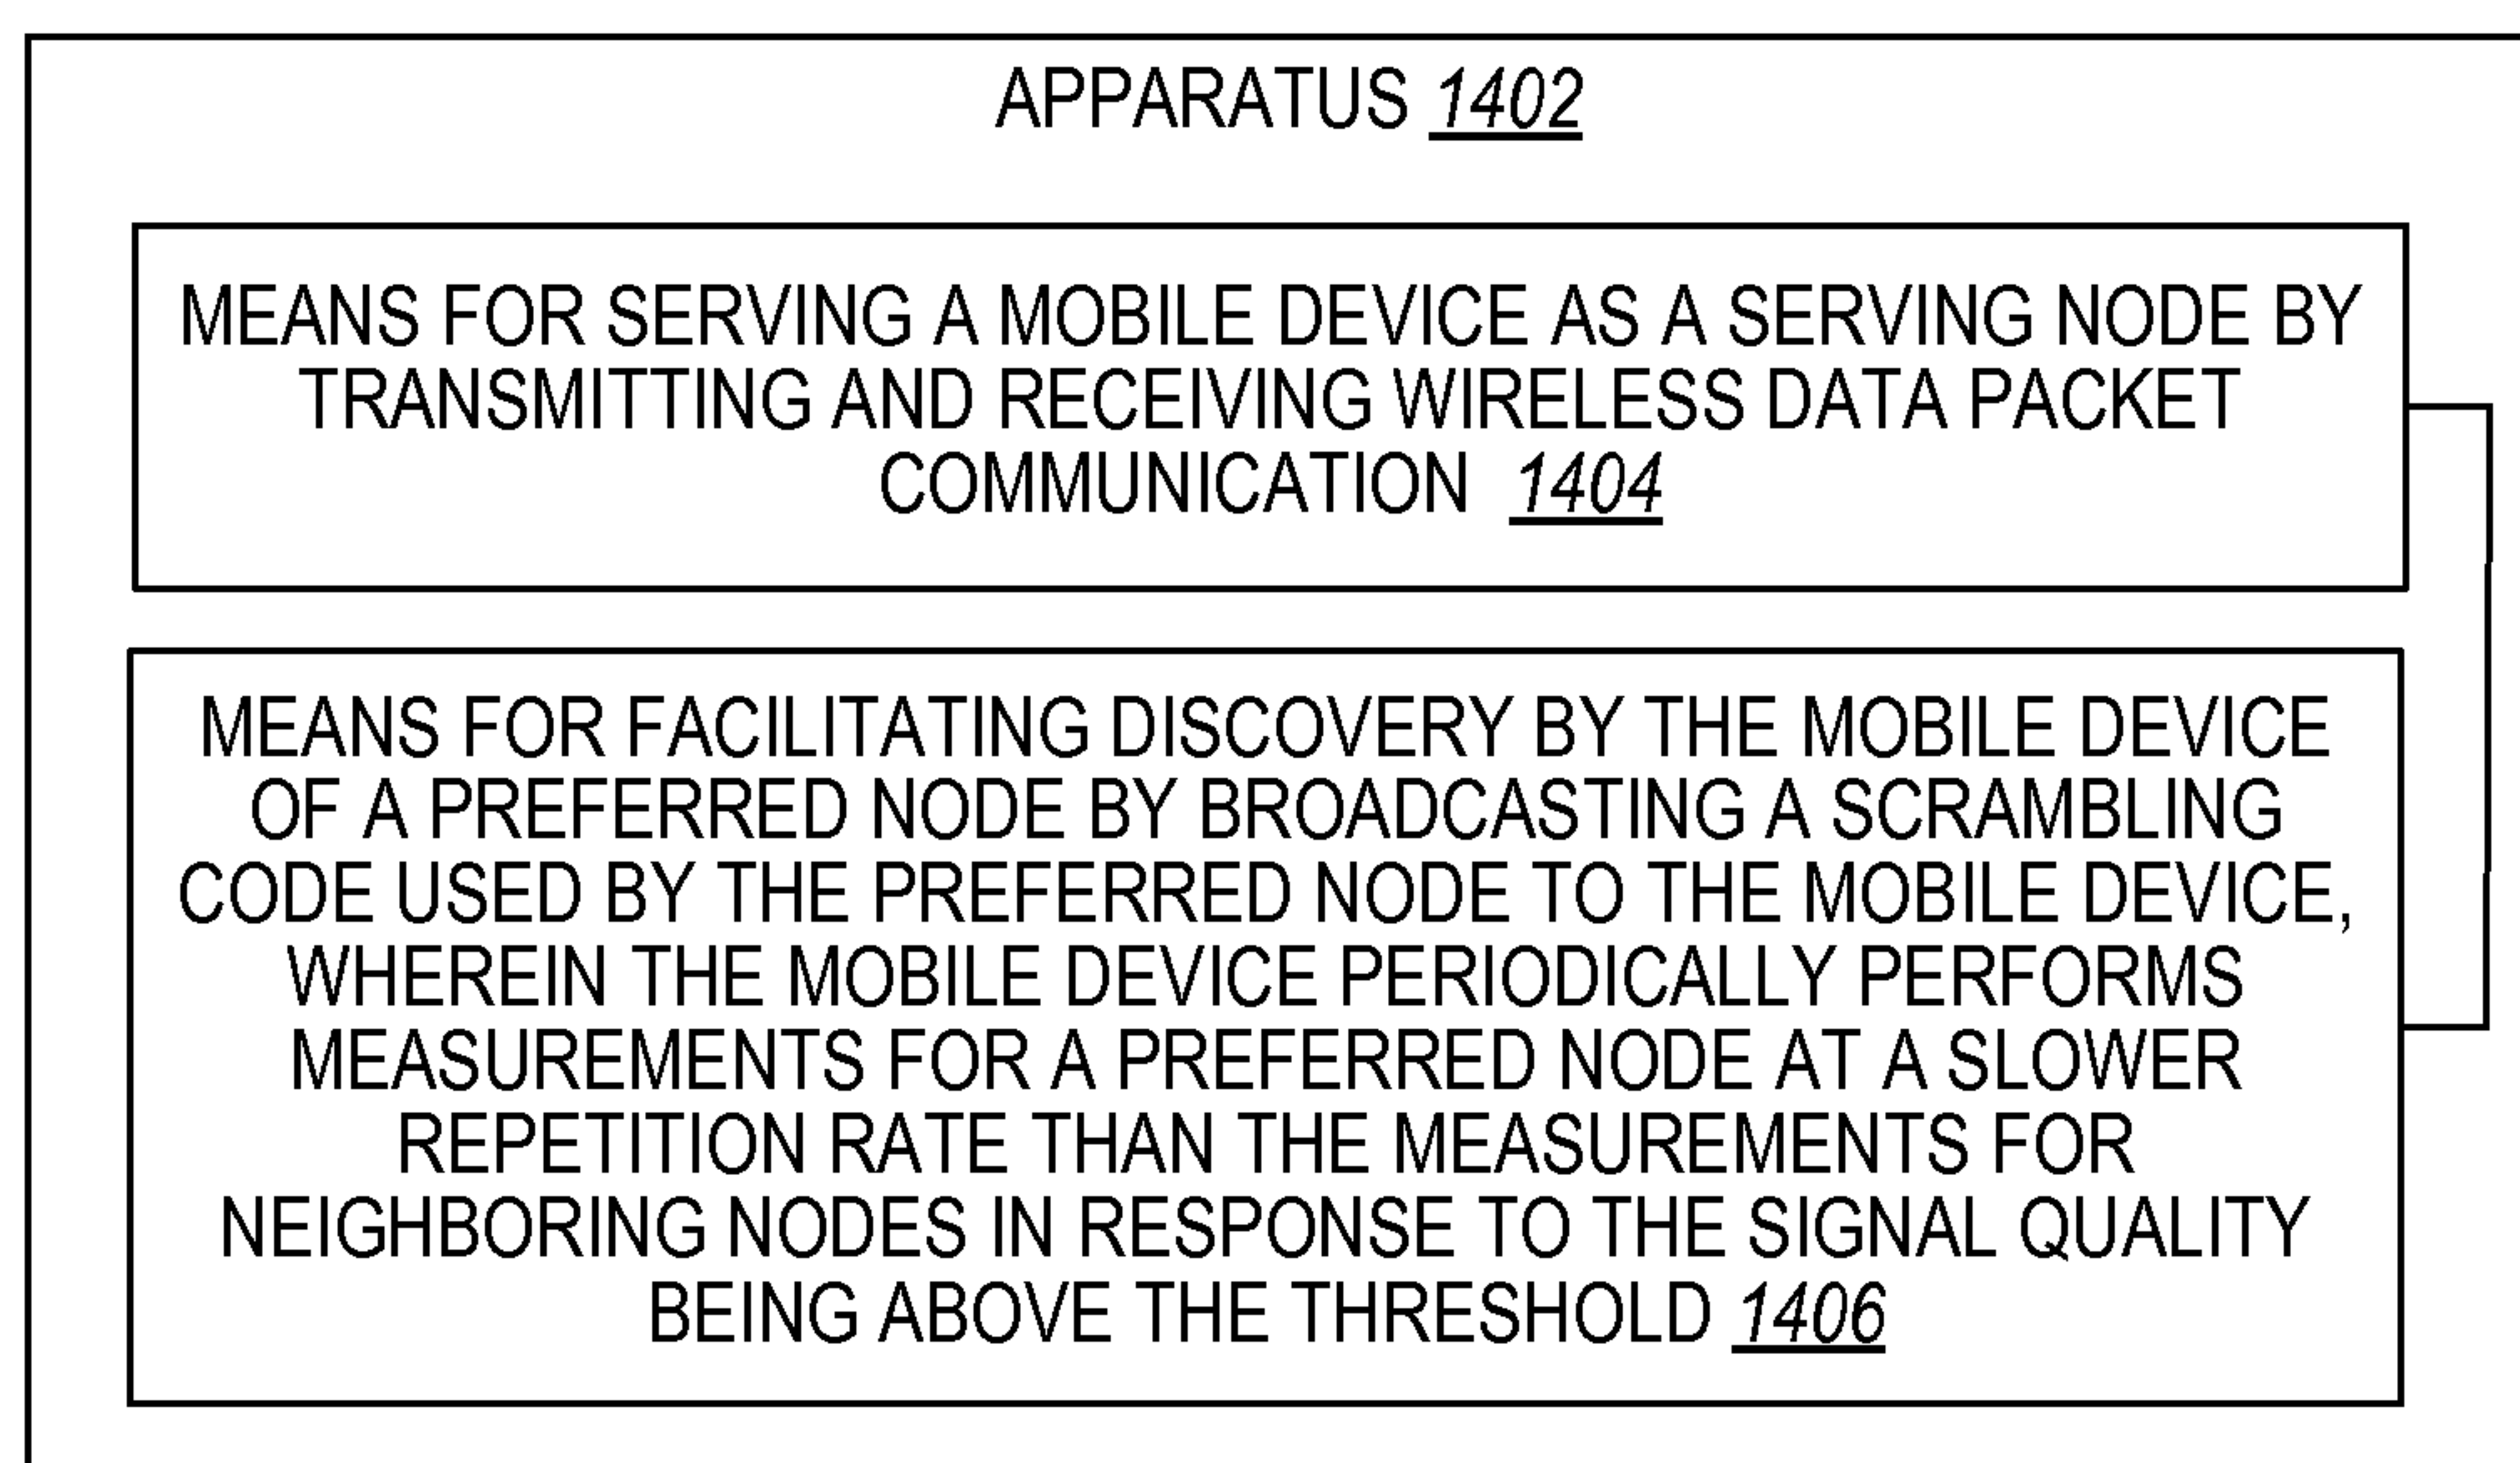 APPARATUS 1402
MEANS FOR SERVING A MOBILE DEVICE AS A SERVING NODE BY
TRANSMITTING AND RECEIVING WIRELESS DATA PACKET
COMMUNICATION 1404
MEANS FOR FACILITATING DISCOVERY BY THE MOBILE DEVICE
OF A PREFERRED NODE BY BROADCASTING A SCRAMBLING
CODE USED BY THE PREFERRED NODE TO THE MOBILE DEVICE,
WHEREIN THE MOBILE DEVICE PERIODICALLY PERFORMS
MEASUREMENTS FOR A PREFERRED NODE AT A SLOWER
REPETITION RATE THAN THE MEASUREMENTS FOR
NEIGHBORING NODES IN RESPONSE TO THE SIGNAL QUALITY
BEING ABOVE THE THRESHOLD 1406